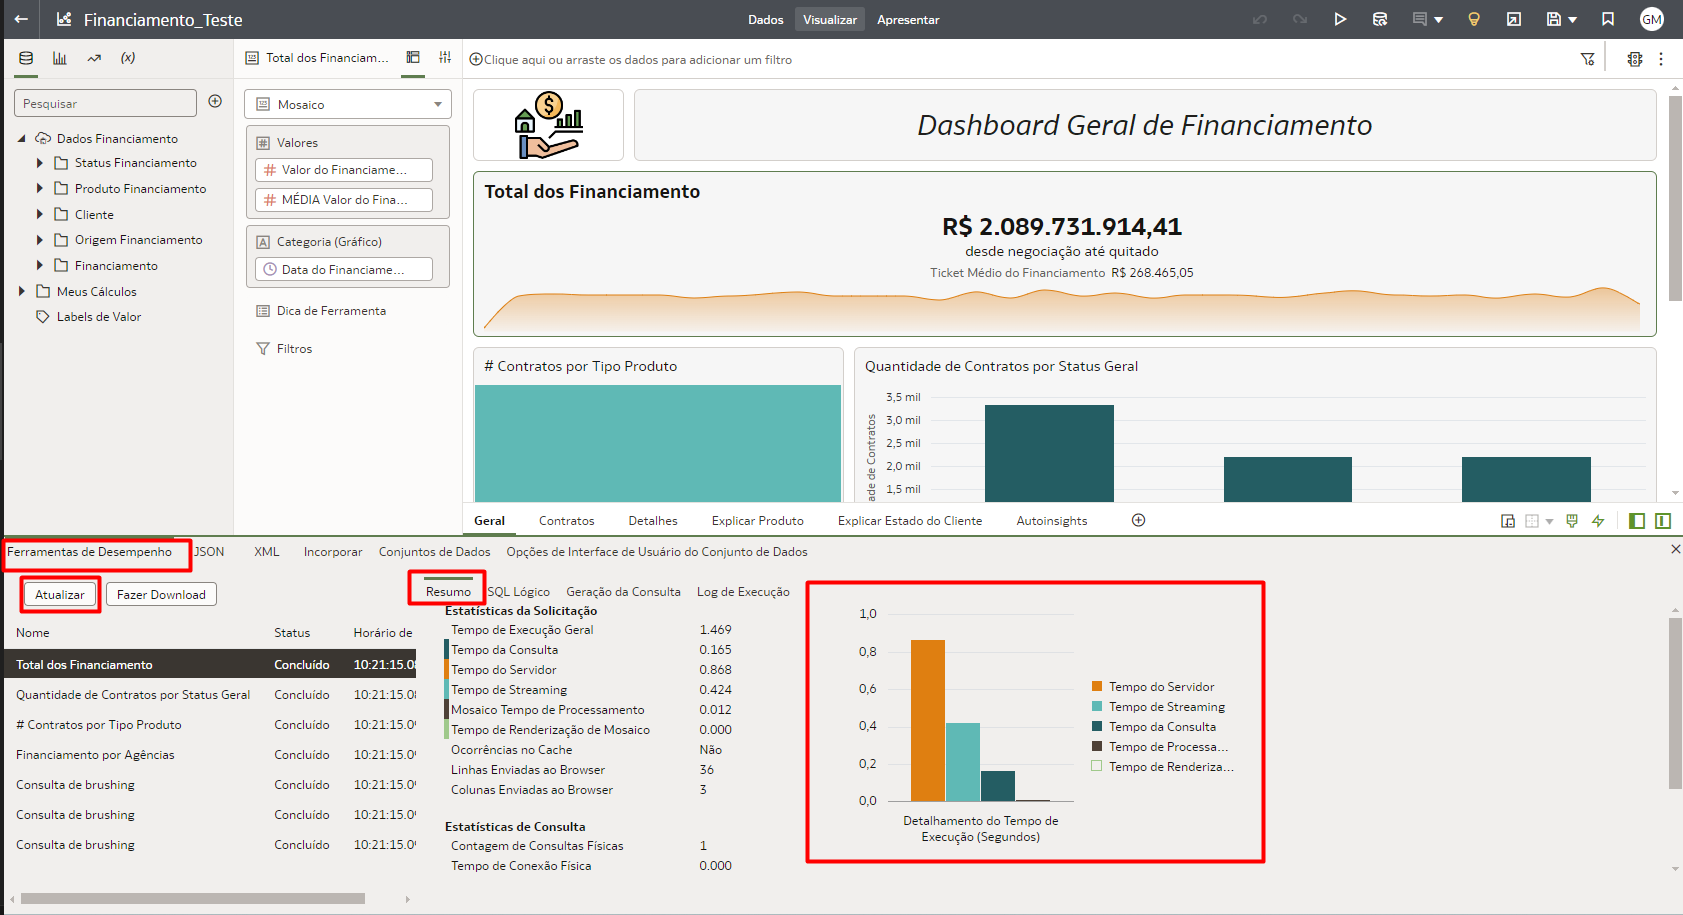 Financiamento_Teste
Dados
Visualizar
Apresentar
GM
(x)
Total dos Financiam...
Clique aqui ou arraste os dados para adicionar um filtro
Pesquisar
Mosaico
Dados Financiamento
Status Financiamento
Produto Financiamento
Cliente
Origem Financiamento
Financiamento
Meus Cálculos
Labels de Valor
Valores
Valor do Financiame...
MÉDIA Valor do Fina...
Categoria (Gráfico)
Data do Financiame...
Dica de Ferramenta
Filtros
Dashboard Geral de Financiamento
Total dos Financiamento
R$ 2.089.731.914,41
desde negociação até quitado
Ticket Médio do Financiamento R$ 268.465,05
# Contratos por Tipo Produto
Quantidade de Contratos por Status Geral
3,5 mil
3,0 mil
2,5 mil
2,0 mil
1,5 mil
ade de Contratos
Geral
Contratos
Detalhes
Explicar Produto
Explicar Estado do Cliente
Autoinsights
Ferramentas de Desempenho
JSON
XML
Incorporar
Conjuntos de Dados
Opções de Interface de Usuário do Conjunto de Dados
Atualizar
Fazer Download
Nome Status Horário de
Total dos Financiamento Concluído 10:21:15.08
Quantidade de Contratos por Status Geral Concluído 10:21:15.08
# Contratos por Tipo Produto Concluído 10:21:15.09
Financiamento por Agências Concluído 10:21:15.09
Consulta de brushing Concluído 10:21:15.09
Consulta de brushing Concluído 10:21:15.09
Consulta de brushing Concluído 10:21:15.09
Resumo
SQL Lógico
Geração da Consulta
Log de Execução
Estatísticas da Solicitação
Tempo de Execução Geral 1.469
Tempo da Consulta 0.165
Tempo do Servidor 0.868
Tempo de Streaming 0.424
Mosaico Tempo de Processamento 0.012
Tempo de Renderização de Mosaico 0.000
Ocorrências no Cache Não
Linhas Enviadas ao Browser 36
Colunas Enviadas ao Browser 3
Estatísticas de Consulta
Contagem de Consultas Físicas 1
Tempo de Conexão Física 0.000
1,0
0,8
0,6
0,4
0,2
0,0
Detalhamento do Tempo de
Execução (Segundos)
Tempo do Servidor
Tempo de Streaming
Tempo da Consulta
Tempo de Processa...
Tempo de Renderiza...